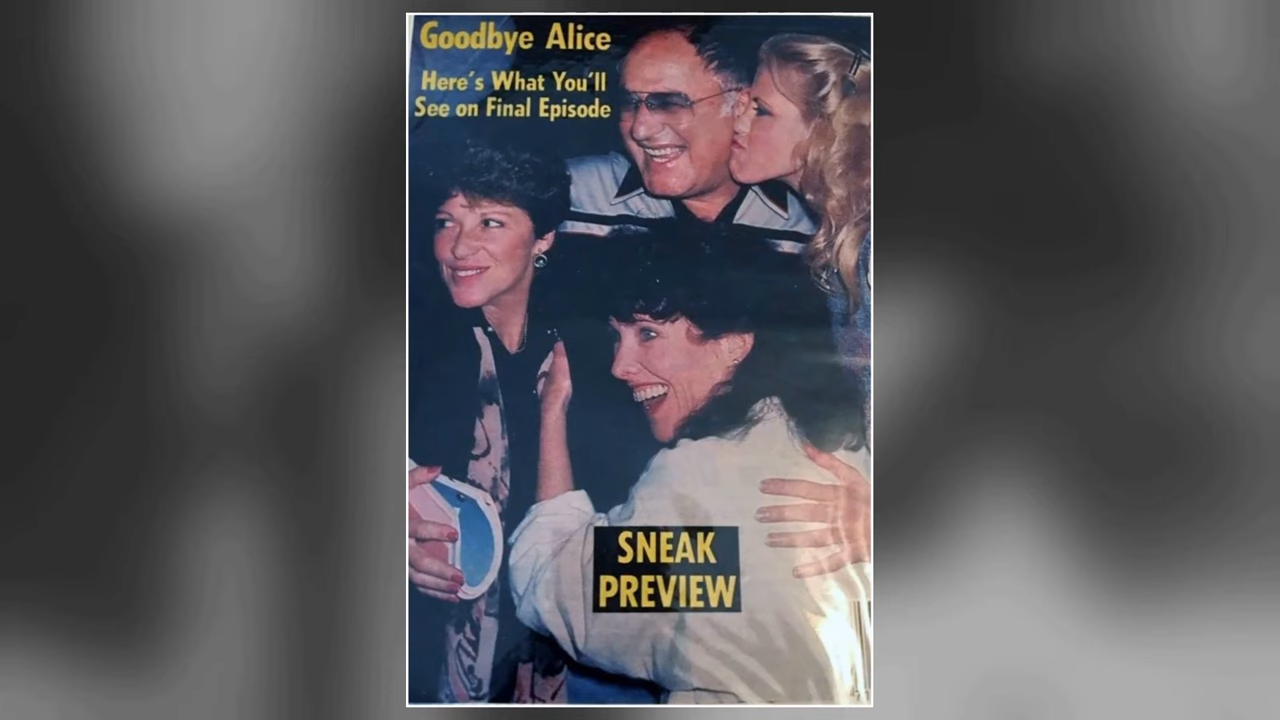 Goodbye Alice
Here's What You'll
See on Final Episode
SNEAK
PREVIEW